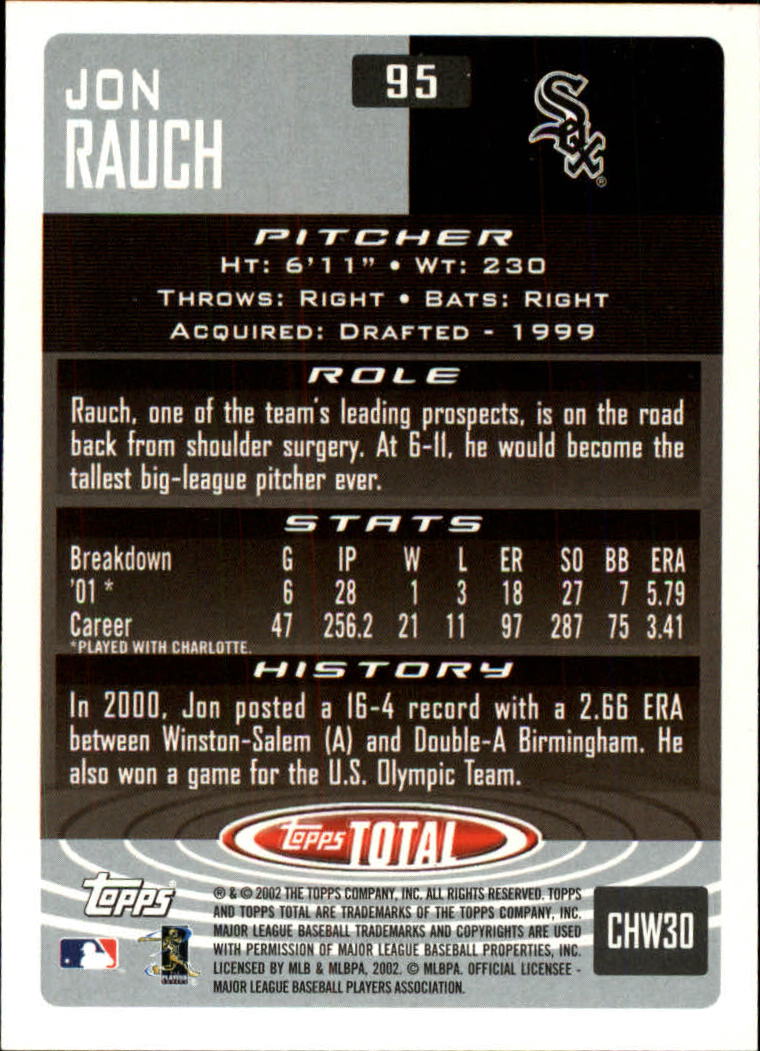 JON
RAUCH
95
Sox
®
PITCHER
HT: 6'11" • WT: 230
THROWS: RIGHT • BATS: RIGHT
ACQUIRED: DRAFTED - 1999
ROLE
Rauch, one of the team's leading prospects, is on the road
back from shoulder surgery. At 6-11, he would become the
tallest big-league pitcher ever.
STATS
Breakdown G IP W L ER SO BB ERA
'01 * 6 28 1 3 18 27 7 5.79
Career 47 256.2 21 11 97 287 75 3.41
*PLAYED WITH CHARLOTTE.
HISTORY
In 2000, Jon posted a 16-4 record with a 2.66 ERA
between Winston-Salem (A) and Double-A Birmingham. He
also won a game for the U.S. Olympic Team.
topps TOTAL
topps®
® & © 2002 THE TOPPS COMPANY, INC. ALL RIGHTS RESERVED. TOPPS
AND TOPPS TOTAL ARE TRADEMARKS OF THE TOPPS COMPANY, INC.
MAJOR LEAGUE BASEBALL TRADEMARKS AND COPYRIGHTS ARE USED
WITH PERMISSION OF MAJOR LEAGUE BASEBALL PROPERTIES, INC.
LICENSED BY MLB & MLBPA, 2002. © MLBPA. OFFICIAL LICENSEE -
MAJOR LEAGUE BASEBALL PLAYERS ASSOCIATION.
CHW30